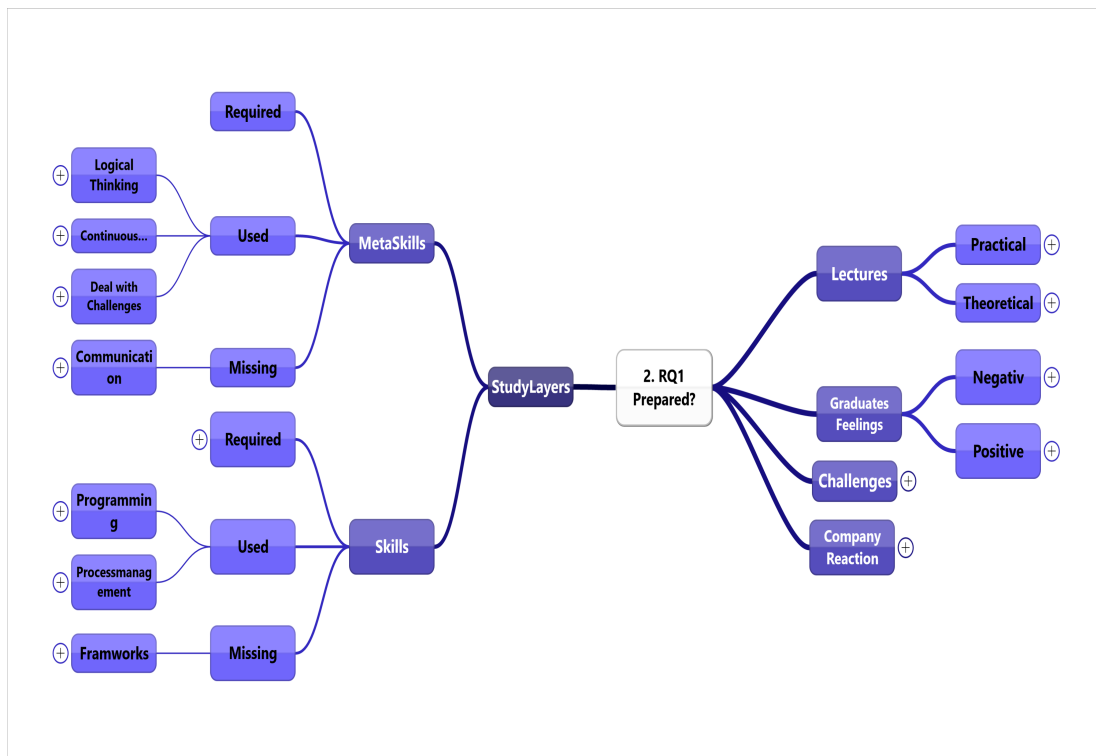 Required
Logical
Thinking
Continuous...
Deal with
Challenges
Used
MetaSkills
Communicati
on
Missing
StudyLayers
Required
Programmin
g
Processmanag
ement
Used
Skills
Framworks
Missing
2. RQ1
Prepared?
Lectures
Practical
Theoretical
Graduates
Feelings
Negativ
Positive
Challenges
Company
Reaction